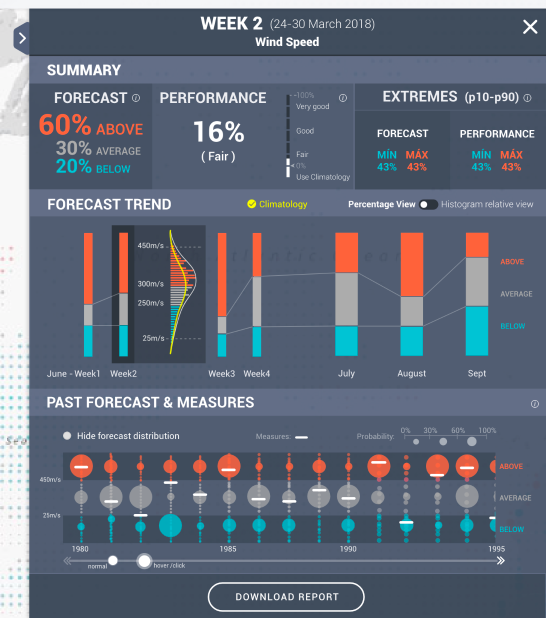 WEEK 2 (24-30 March 2018)
Wind Speed
SUMMARY
FORECAST
60% ABOVE
30% AVERAGE
20% BELOW
PERFORMANCE
16%
( Fair )
~100%
Very good
Good
Fair
0%
Use Climatology
EXTREMES (p10-p90)
FORECAST PERFORMANCE
MÍN MÁX MÍN MÁX
43% 43% 43% 43%
FORECAST TREND
Climatology
Percentage View Histogram relative view
450m/s
300m/s
250m/s
25m/s
ABOVE
AVERAGE
BELOW
June - Week1 Week2 Week3 Week4 July August Sept
PAST FORECAST & MEASURES
Hide forecast distribution
Measures:
Probability:
0% 30% 60% 100%
450m/s
25m/s
ABOVE
AVERAGE
BELOW
1980 1985 1990 1995
normal hover/click
DOWNLOAD REPORT